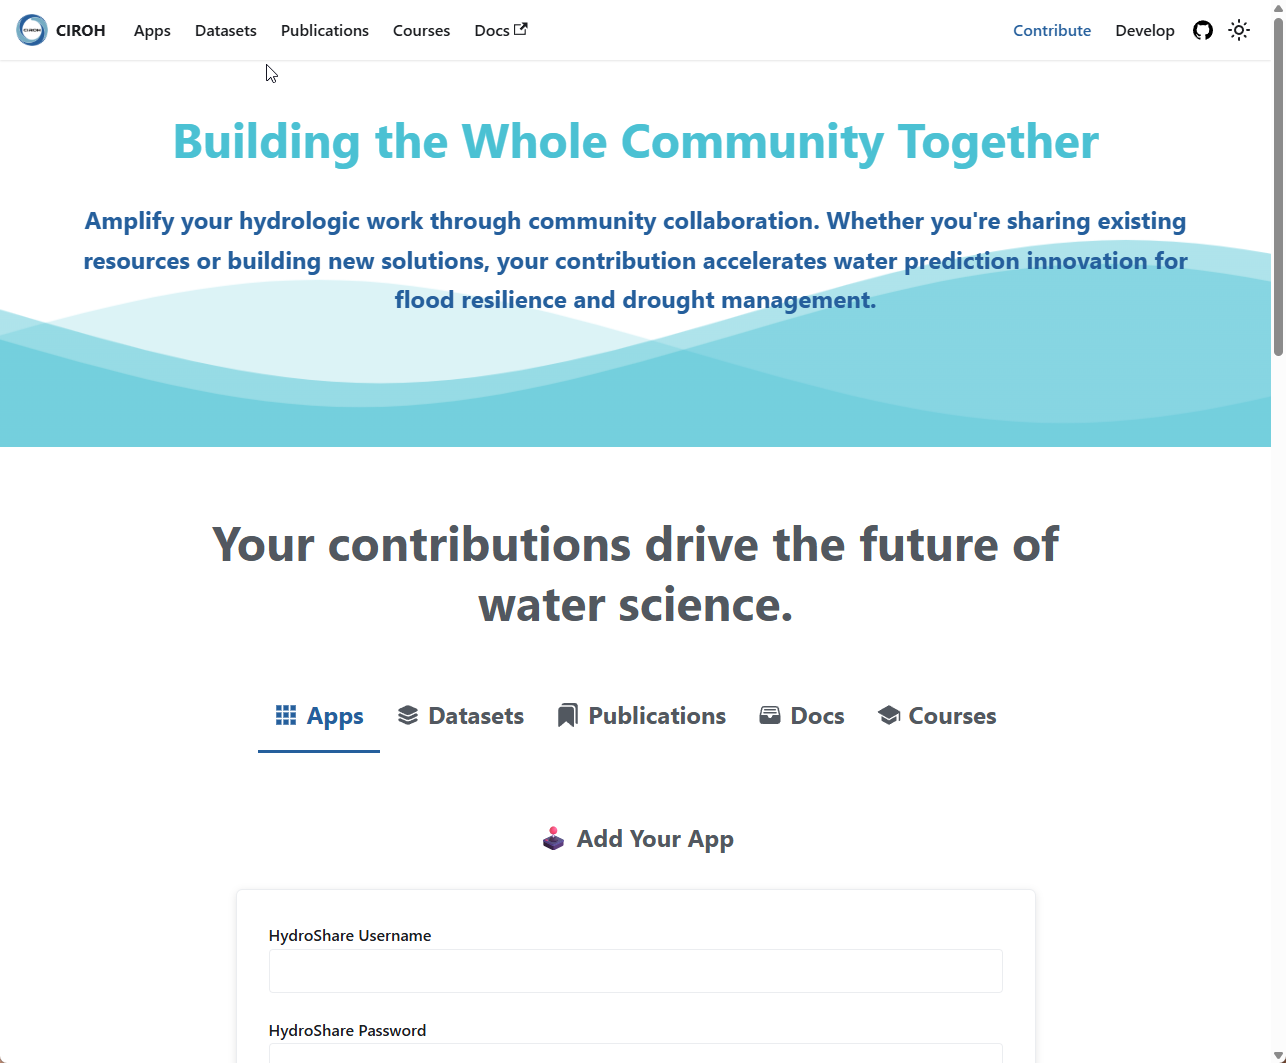 CIROH CIROH Apps Datasets Publications Courses Docs Contribute Develop
Building the Whole Community Together
Amplify your hydrologic work through community collaboration. Whether you're sharing existing
resources or building new solutions, your contribution accelerates water prediction innovation for
flood resilience and drought management.
Your contributions drive the future of
water science.
Apps Datasets Publications Docs Courses
Add Your App
HydroShare Username
HydroShare Password